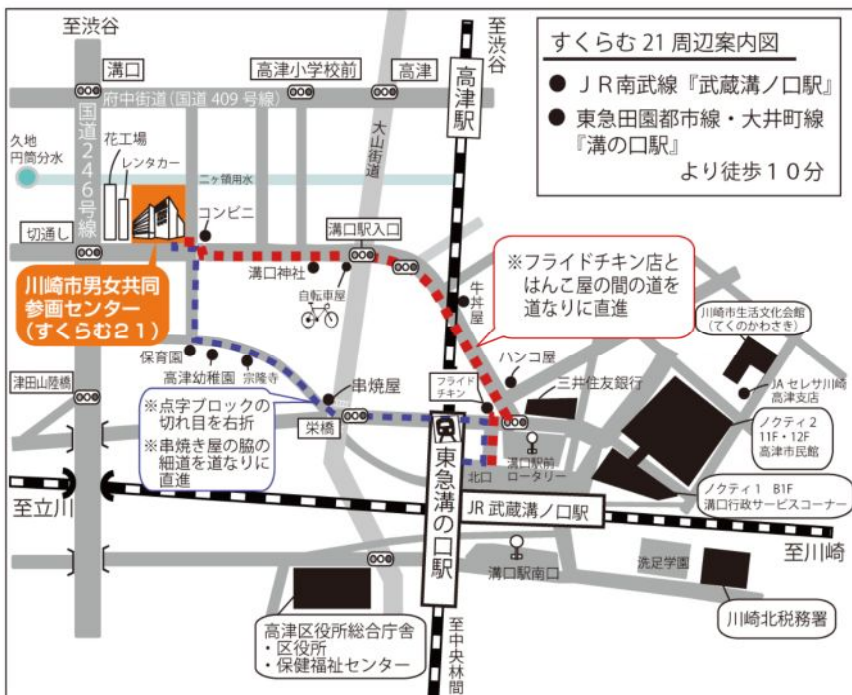 至渋谷
溝口
高津小学校前
高津
至渋谷
府中街道(国道 409 号線)
国道246号線
高津駅
大山街道
すくらむ 21 周辺案内図
● JR南武線『武蔵溝ノ口駅』
● 東急田園都市線・大井町線
『溝の口駅』
より徒歩10分
久地
円筒分水
花工場
レンタカー
二ヶ領用水
コンビニ
切通し
溝口駅入口
溝口神社
自転車屋
川崎市男女共同
参画センター
(すくらむ21)
※フライドチキン店と
はんこ屋の間の道を
道なりに直進
牛丼屋
川崎市生活文化会館
(てくのかわさき)
ハンコ屋
三井住友銀行
JA セレサ川崎
高津支店
保育園
高津幼稚園
宗隆寺
津田山陸橋
串焼屋
フライド
チキン
※点字ブロックの
切れ目を右折
※串焼き屋の脇の
細道を道なりに
直進
栄橋
ノクティ2
11F・12F
高津市民館
溝口駅前
ロータリー
北口
東急溝の口駅
ノクティ1 B1F
溝口行政サービスコーナー
至立川
JR 武蔵溝ノ口駅
至川崎
溝口駅南口
洗足学園
川崎北税務署
高津区役所総合庁舎
・区役所
・保健福祉センター
至中央林間